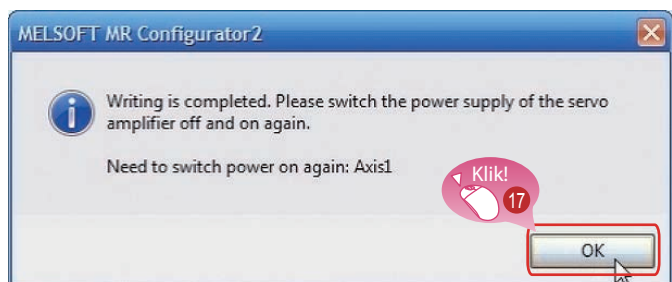 MELSOFT MR Configurator2
Writing is completed. Please switch the power supply of the servo
amplifier off and on again.
Need to switch power on again: Axis1
Klik!
17
OK